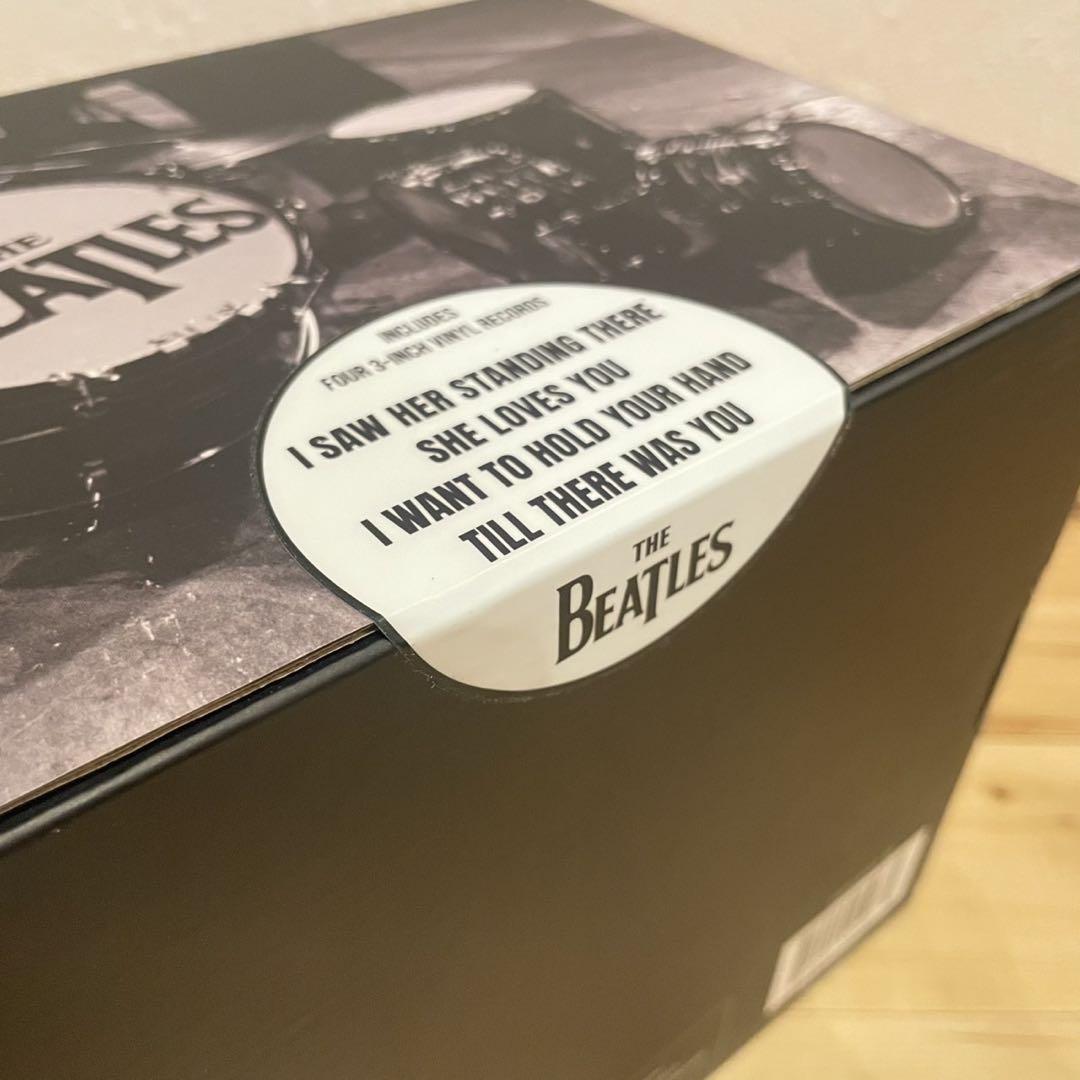 THE
BEATLES
INCLUDES
FOUR 3-INCH VINYL RECORDS
I SAW HER STANDING THERE
SHE LOVES YOU
I WANT TO HOLD YOUR HAND
TILL THERE WAS YOU
THE
BEATLES